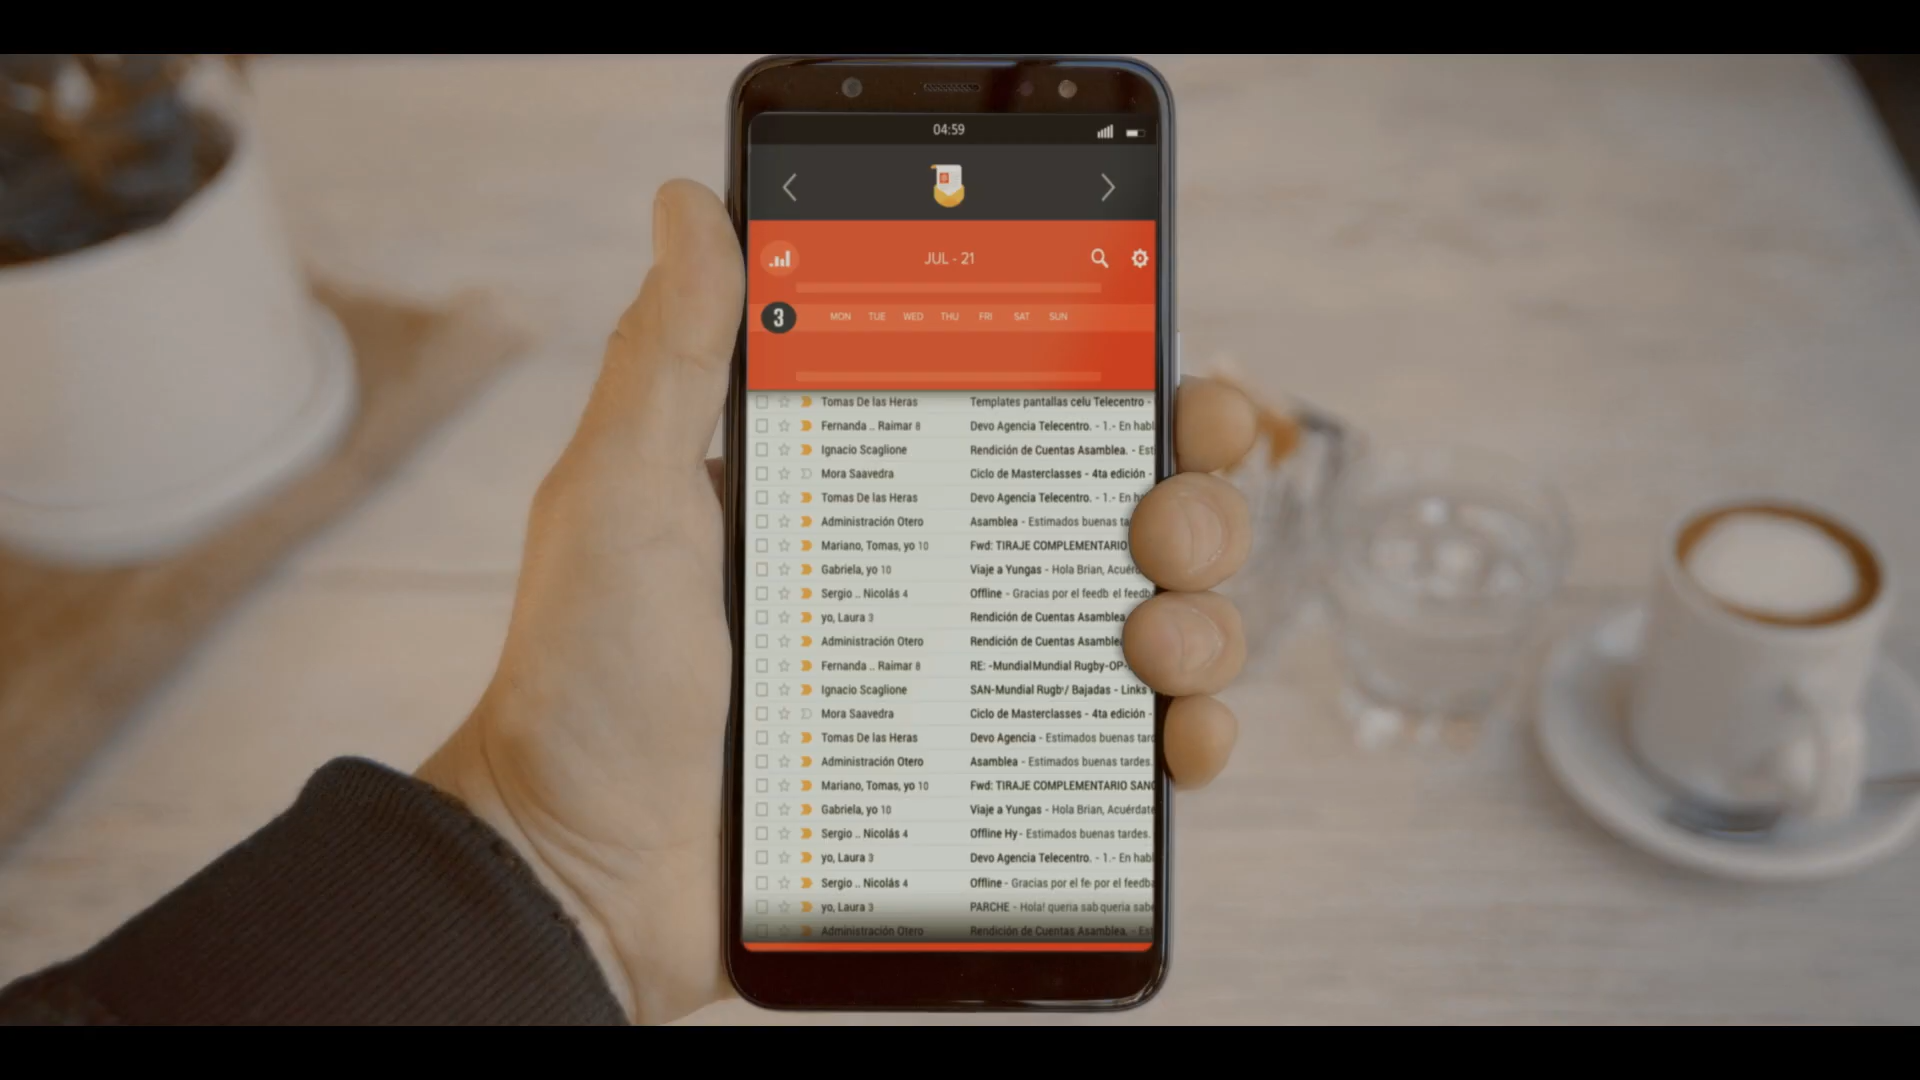 04:59
JUL - 21
3 MON TUE WED THU FRI SAT SUN
Tomas De las Heras Templates pantallas celu Telecentro -
Fernanda .. Raimar 8 Devo Agencia Telecentro. - 1.- En habl
Ignacio Scaglione Rendición de Cuentas Asamblea. - Est
Mora Saavedra Ciclo de Masterclasses - 4ta edición -
Tomas De las Heras Devo Agencia Telecentro. - 1.- En ha
Administración Otero Asamblea - Estimados buenas ta
Mariano, Tomas, yo 10 Fwd: TIRAJE COMPLEMENTARIO
Gabriela, yo 10 Viaje a Yungas - Hola Brian, Acuérd
Sergio .. Nicolás 4 Offline - Gracias por el feedb el feedb
yo, Laura 3 Rendición de Cuentas Asamblea
Administración Otero Rendición de Cuentas Asamblea
Fernanda .. Raimar 8 RE: -MundialMundial Rugby-OP-
Ignacio Scaglione SAN-Mundial Rugby/ Bajadas - Links
Mora Saavedra Ciclo de Masterclasses - 4ta edición -
Tomas De las Heras Devo Agencia - Estimados buenas tard
Administración Otero Asamblea - Estimados buenas tardes.
Mariano, Tomas, yo 10 Fwd: TIRAJE COMPLEMENTARIO SANC
Gabriela, yo 10 Viaje a Yungas - Hola Brian, Acuérdate
Sergio .. Nicolás 4 Offline Hy - Estimados buenas tardes.
yo, Laura 3 Devo Agencia Telecentro. - 1.- En habl
Sergio .. Nicolás 4 Offline - Gracias por el fe por el feedb
yo, Laura 3 PARCHE - Hola! queria sab queria sabe
Administración Otero Rendición de Cuentas Asamblea. - Est